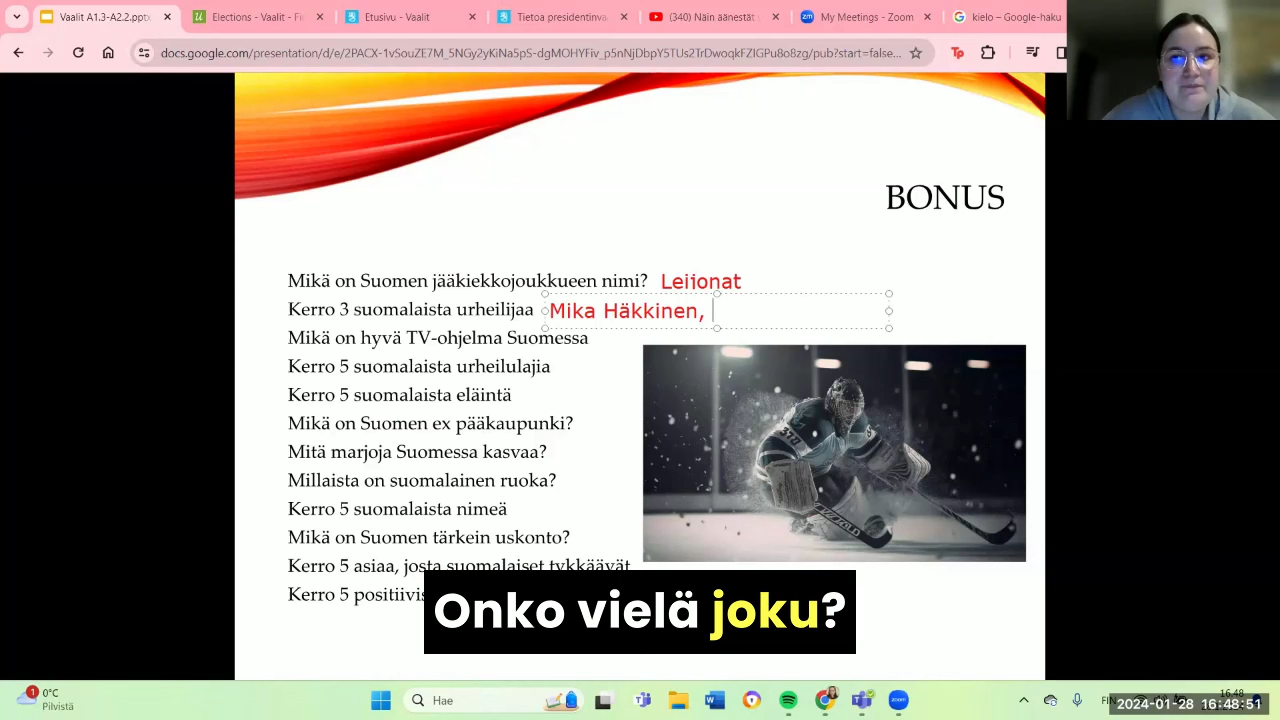 Vaalit A1.3-A2.2.pptx
Elections - Vaalit - Fi
Etusivu - Vaalit
Tietoa presidentinva
(340) Näin äänestät
My Meetings - Zoom
kielo – Google-haku
docs.google.com/presentation/d/e/2PACX-1vSouZE7M_5NGy2yKiNa5pS-dgMOHYFiv_p5nNjDbpY5TUs2TrDwoqkFZIGPu8o8zg/pub?start=false...
BONUS
Mikä on Suomen jääkiekkojoukkueen nimi? Leijonat
Kerro 3 suomalaista urheilijaa Mika Häkkinen,
Mikä on hyvä TV-ohjelma Suomessa
Kerro 5 suomalaista urheilulajia
Kerro 5 suomalaista eläintä
Mikä on Suomen ex pääkaupunki?
Mitä marjoja Suomessa kasvaa?
Millaista on suomalainen ruoka?
Kerro 5 suomalaista nimeä
Mikä on Suomen tärkein uskonto?
Kerro 5 asiaa, josta suomalaiset tykkäävät
Kerro 5 positiivis
Onko vielä joku?
1
0°C
Pilvistä
Hae
FIN
16.48
2024-01-28 16:48:51